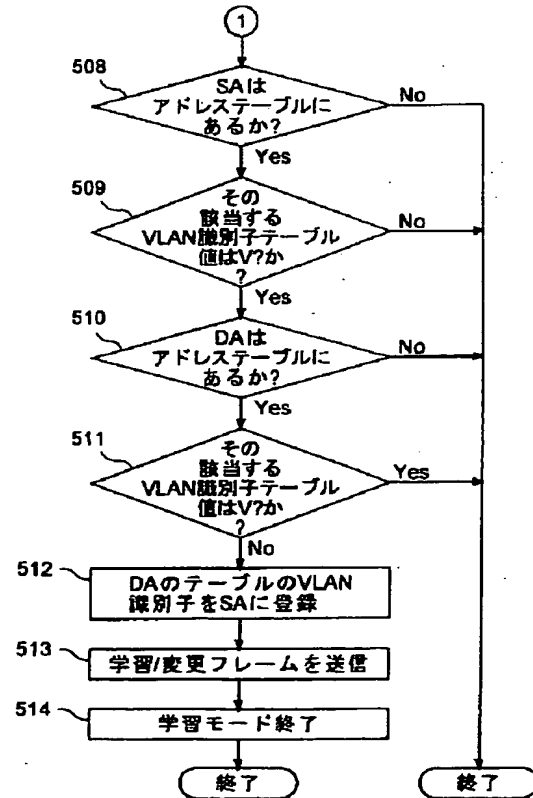 1
508
SAは
アドレステーブルに
あるか?
No
Yes
509
その
該当する
VLAN識別子テーブル
値はV?か
?
No
Yes
510
DAは
アドレステーブルに
あるか?
No
Yes
511
その
該当する
VLAN識別子テーブル
値はV?か
?
Yes
No
512
DAのテーブルのVLAN
識別子をSAに登録
513
学習/変更フレームを送信
514
学習モード終了
終了
終了